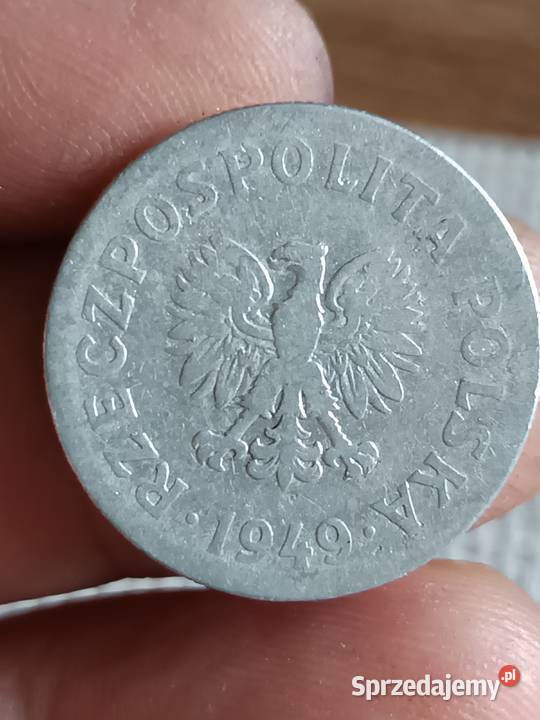 · RZECZPOSPOLITA POLSKA · 1949
Sprzedajemy.pl